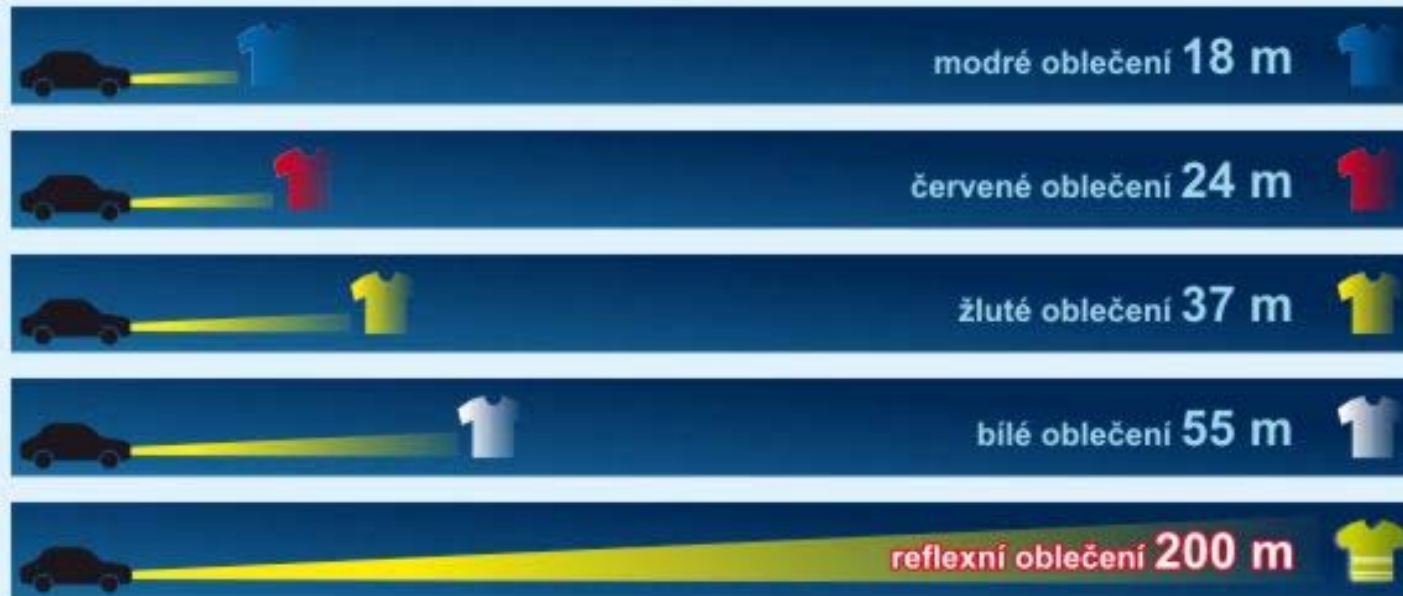 modré oblečení 18 m
červené oblečení 24 m
žluté oblečení 37 m
bílé oblečení 55 m
reflexní oblečení 200 m